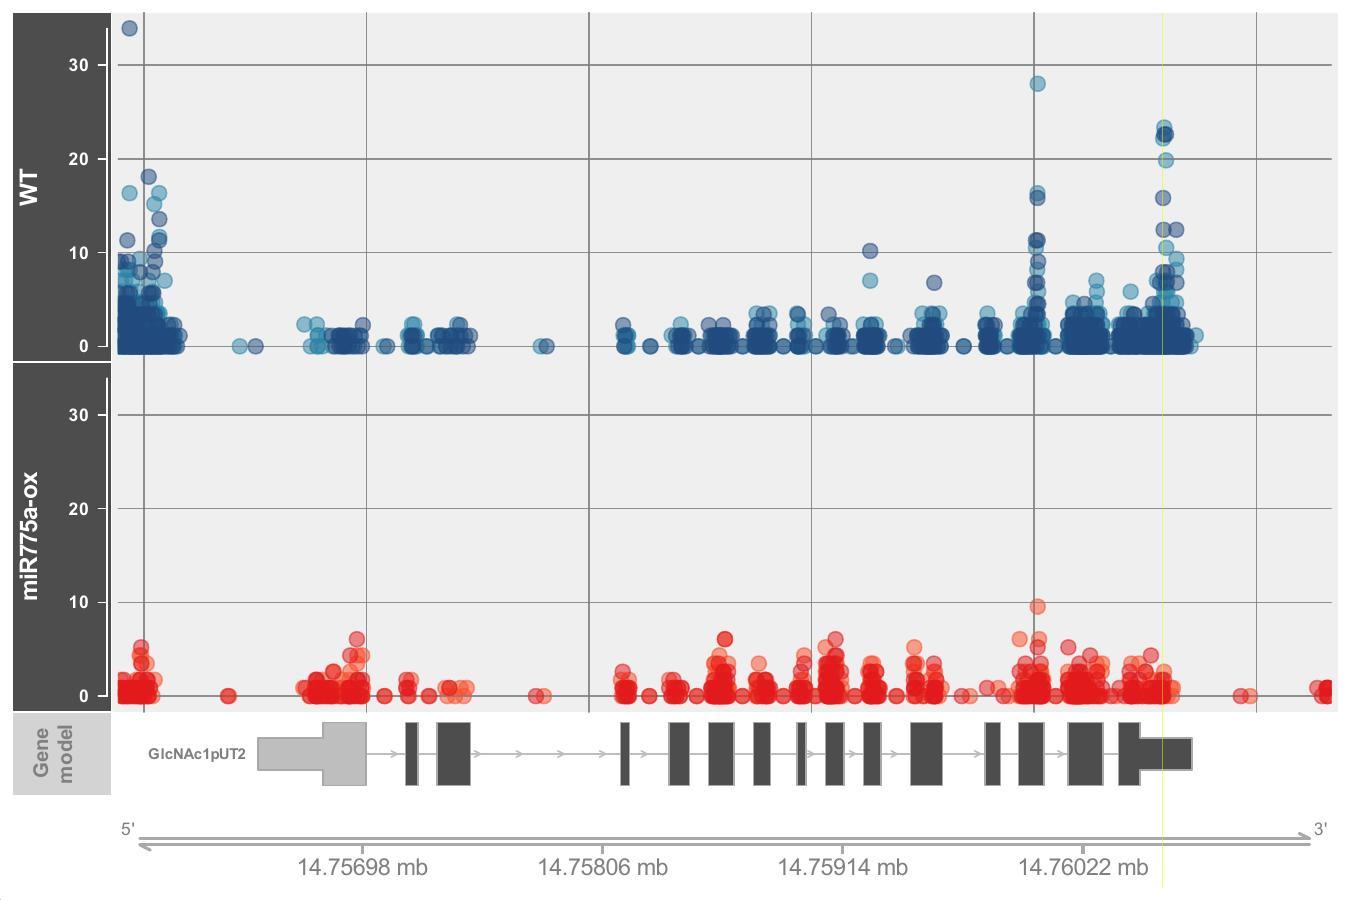 WT
30
20
10
0
miR775a-ox
30
20
10
0
Gene
model
GlcNAc1pUT2
5'
3'
14.75698 mb
14.75806 mb
14.75914 mb
14.76022 mb